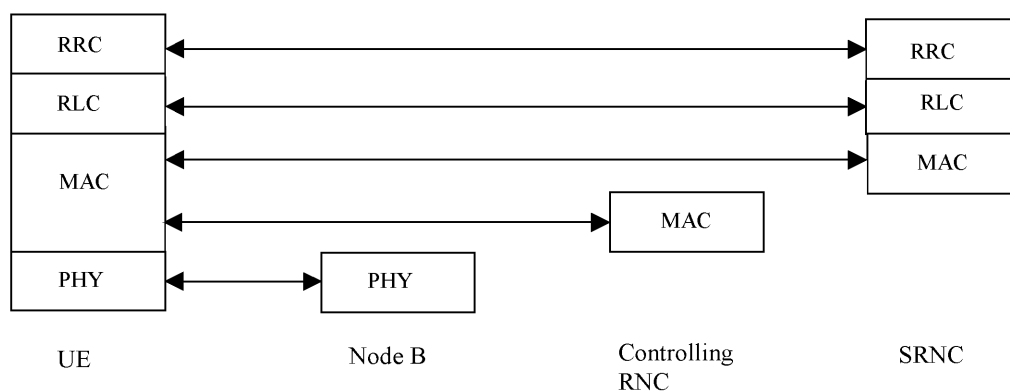 RRC
RRC
RLC
RLC
MAC
MAC
MAC
PHY
PHY
UE
Node B
Controlling
RNC
SRNC